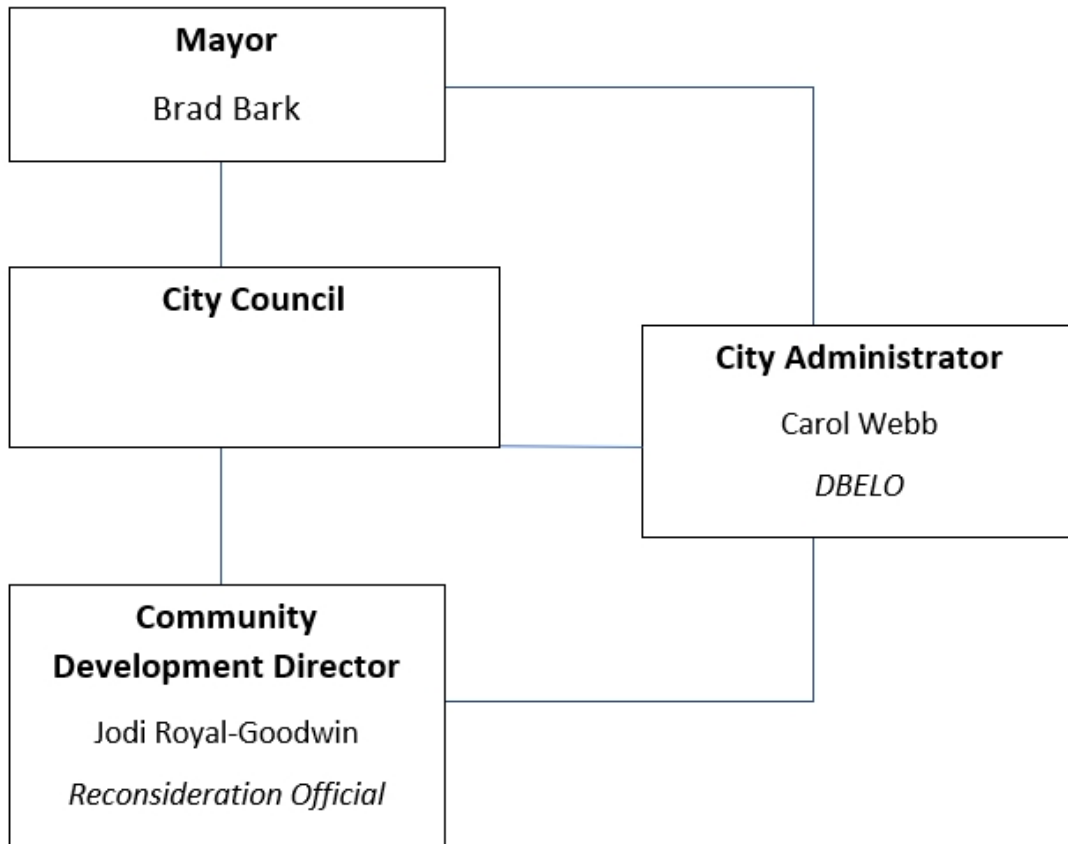 Mayor
Brad Bark
City Council
City Administrator
Carol Webb
DBELO
Community
Development Director
Jodi Royal-Goodwin
Reconsideration Official